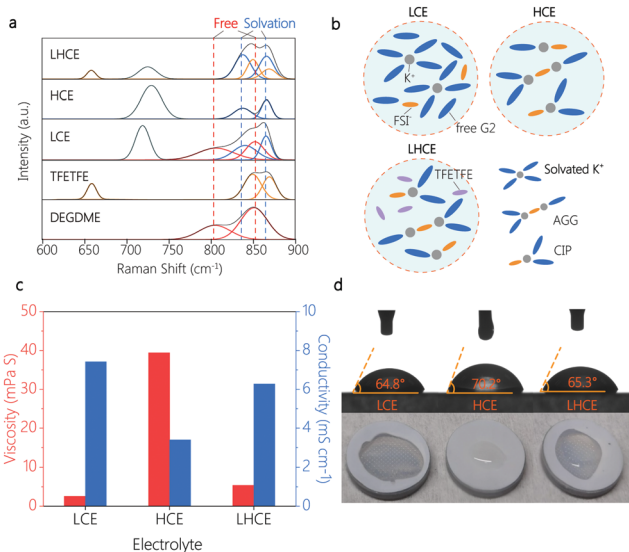 a
Free Solvation
LHCE
HCE
LCE
TFETFE
DEGDME
Intensity (a.u.)
600 650 700 750 800 850 900
Raman Shift (cm⁻¹)
b
LCE
HCE
K⁺
FSI⁻
free G2
LHCE
TFETFE
Solvated K⁺
AGG
CIP
c
50
40
30
20
10
0
Viscosity (mPa S)
10
8
6
4
2
0
Conductivity (mS cm⁻¹)
LCE HCE LHCE
Electrolyte
d
64.8° 65.3°
LCE HCE LHCE